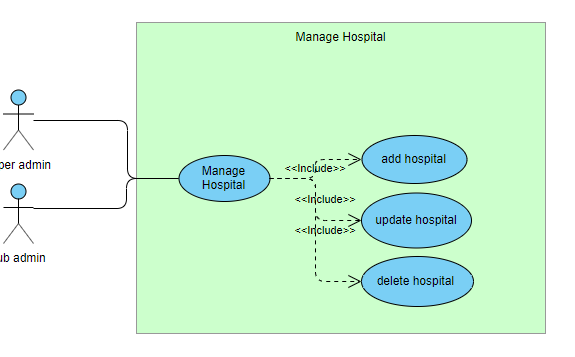 Manage Hospital
per admin
ub admin
Manage
Hospital
<<Include>>
<<Include>>
<<Include>>
add hospital
update hospital
delete hospital